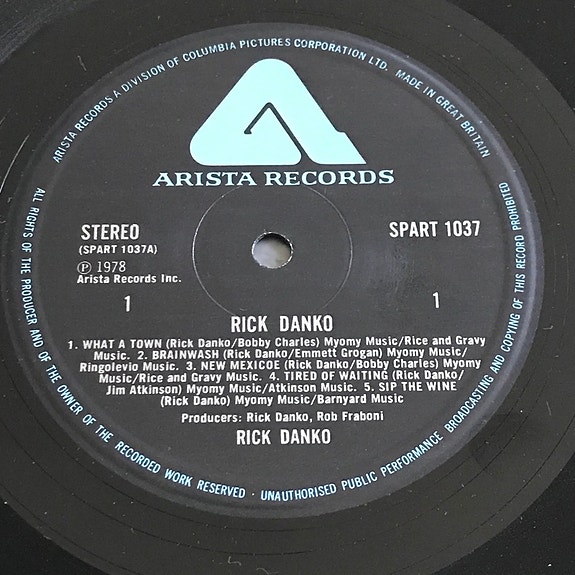 ARISTA RECORDS A DIVISION OF COLUMBIA PICTURES CORPORATION LTD. MADE IN GREAT BRITAIN
ARISTA RECORDS
STEREO
(SPART 1037A)
SPART 1037
℗ 1978
Arista Records Inc.
1
1
RICK DANKO
1. WHAT A TOWN (Rick Danko/Bobby Charles) Myomy Music/Rice and Gravy
Music. 2. BRAINWASH (Rick Danko/Emmett Grogan) Myomy Music/
Ringolevio Music. 3. NEW MEXICOE (Rick Danko/Bobby Charles) Myomy
Music/Rice and Gravy Music. 4. TIRED OF WAITING (Rick Danko/
Jim Atkinson) Myomy Music/Atkinson Music. 5. SIP THE WINE
(Rick Danko) Myomy Music/Barnyard Music
Producers: Rick Danko, Rob Fraboni
RICK DANKO
ALL RIGHTS OF THE PRODUCER AND OF THE OWNER OF THE RECORDED WORK RESERVED · UNAUTHORISED PUBLIC PERFORMANCE BROADCASTING AND COPYING OF THIS RECORD PROHIBITED